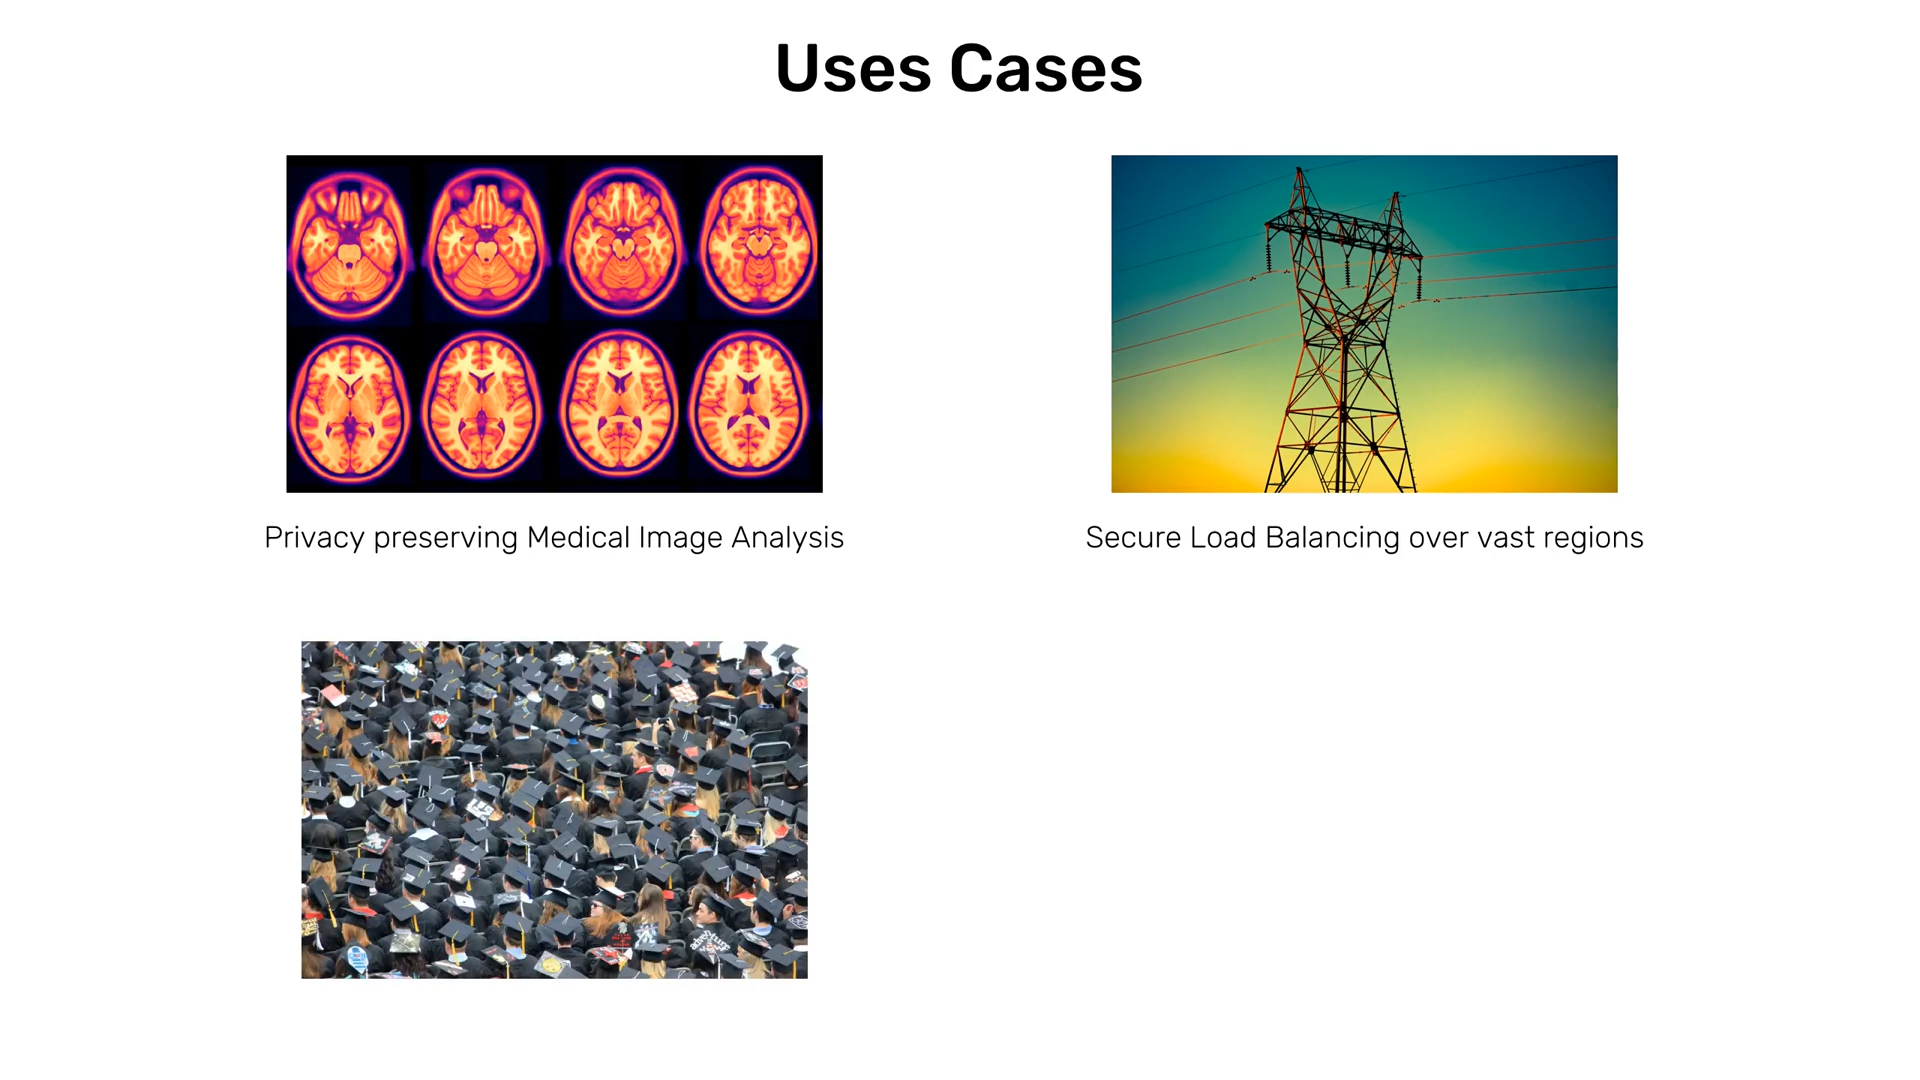 Uses Cases
Privacy preserving Medical Image Analysis
Secure Load Balancing over vast regions